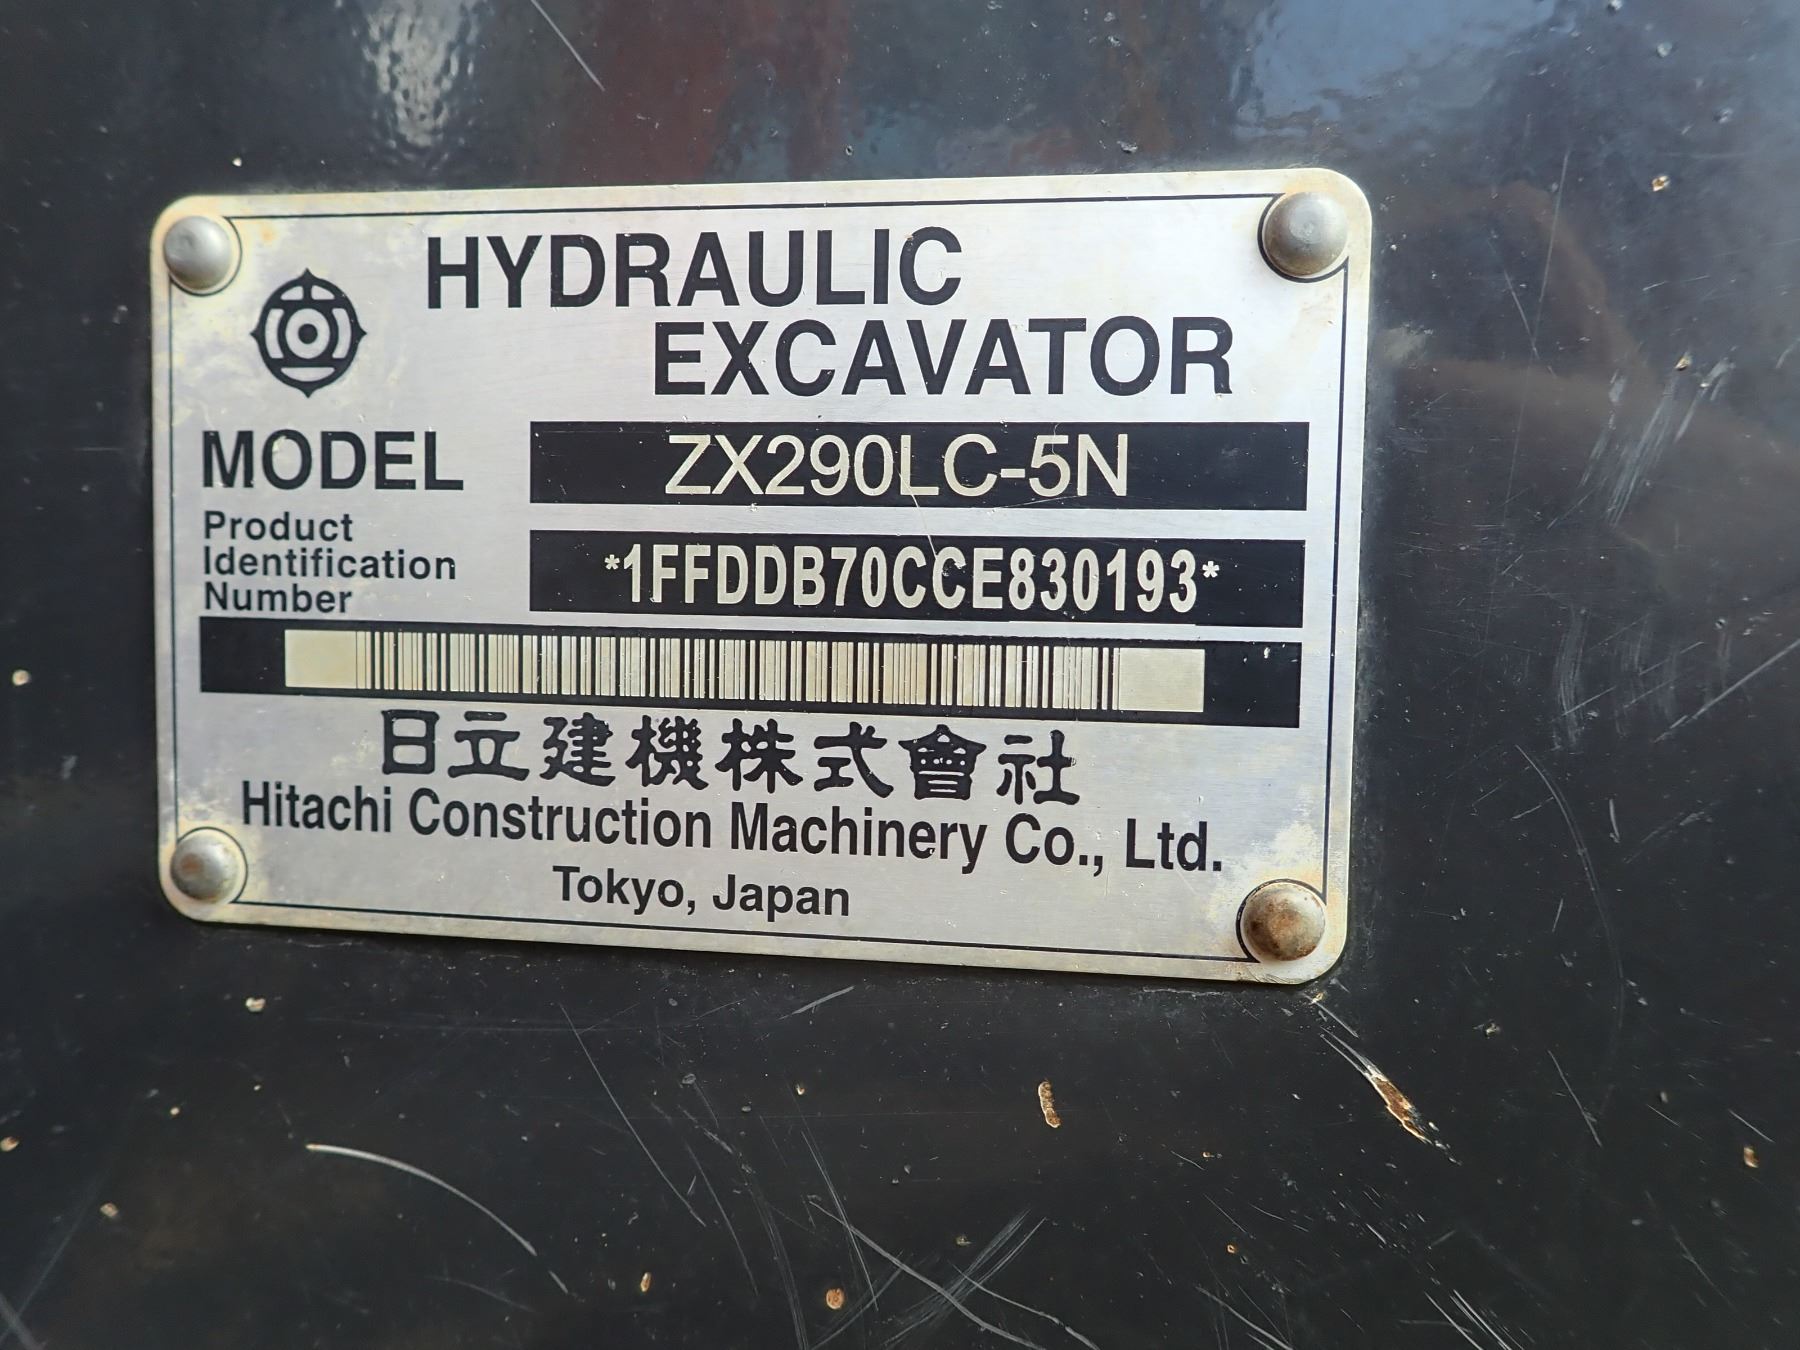 HYDRAULIC
EXCAVATOR
MODEL ZX290LC-5N
Product
Identification
Number
*1FFDDB70CCE830193*
日立建機株式會社
Hitachi Construction Machinery Co., Ltd.
Tokyo, Japan